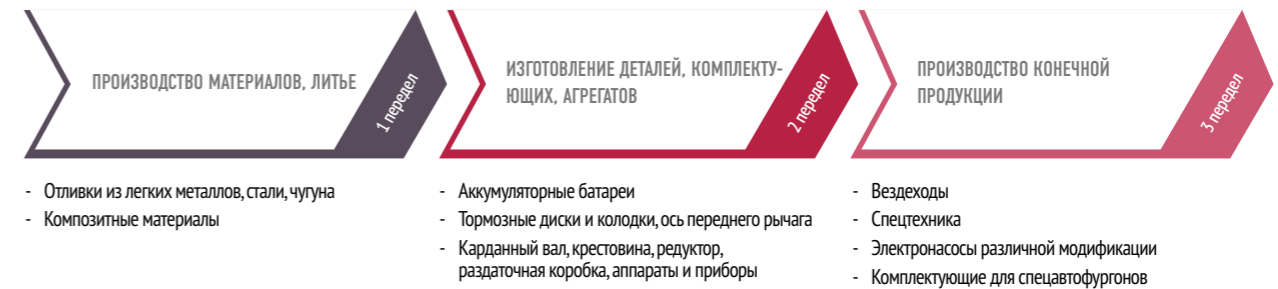 ПРОИЗВОДСТВО МАТЕРИАЛОВ, ЛИТЬЕ
1 передел
- Отливки из легких металлов, стали, чугуна
- Композитные материалы
ИЗГОТОВЛЕНИЕ ДЕТАЛЕЙ, КОМПЛЕКТУ-
ЮЩИХ, АГРЕГАТОВ
2 передел
- Аккумуляторные батареи
- Тормозные диски и колодки, ось переднего рычага
- Карданный вал, крестовина, редуктор,
раздаточная коробка, аппараты и приборы
ПРОИЗВОДСТВО КОНЕЧНОЙ
ПРОДУКЦИИ
3 передел
- Вездеходы
- Спецтехника
- Электронасосы различной модификации
- Комплектующие для спецавтофургонов